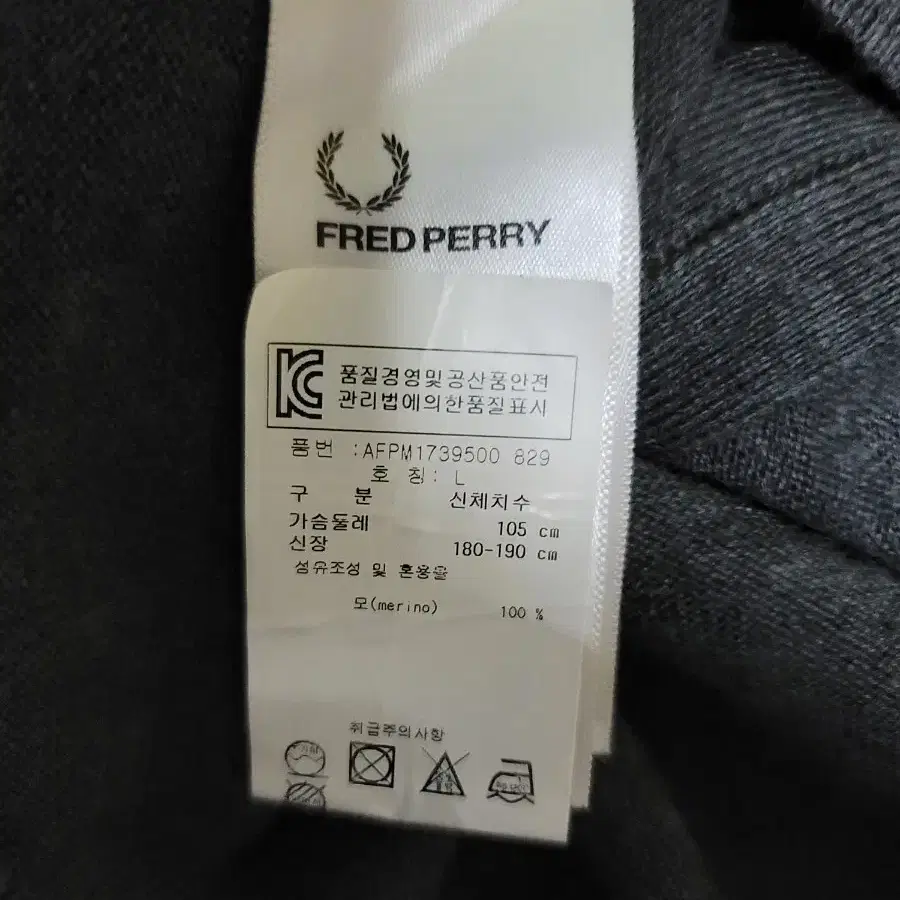 FRED PERRY
품질경영및공산품안전
관리법에의한품질표시
품번 :AFPM1739500 829
호 칭: L
구 분 신체치수
가슴둘레 105 cm
신장 180-190 cm
섬유조성 및 혼용율
모(merino) 100 %
취급주의사항